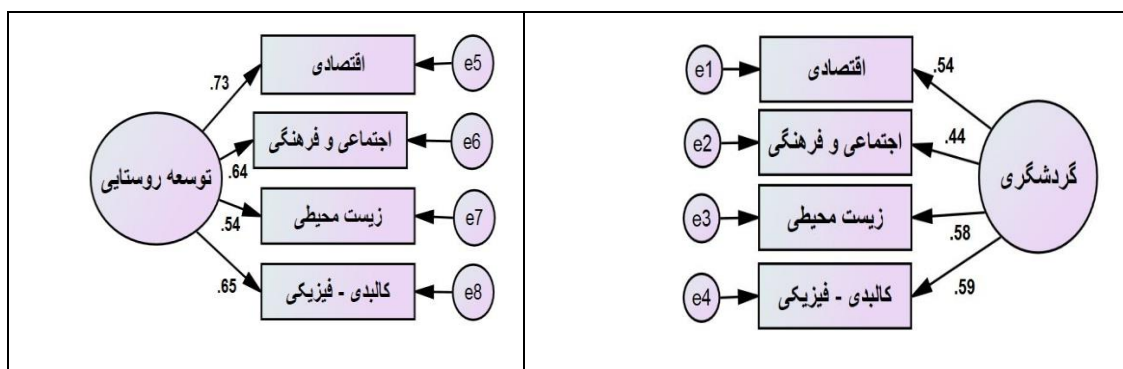 e1
اقتصادی
.54
e2
اجتماعی و فرهنگی
.44
گردشگری
e3
زیست محیطی
.58
e4
کالبدی - فیزیکی
.59
اقتصادی
e5
.73
اجتماعی و فرهنگی
e6
.64
توسعه روستایی
زیست محیطی
e7
.54
کالبدی - فیزیکی
e8
.65